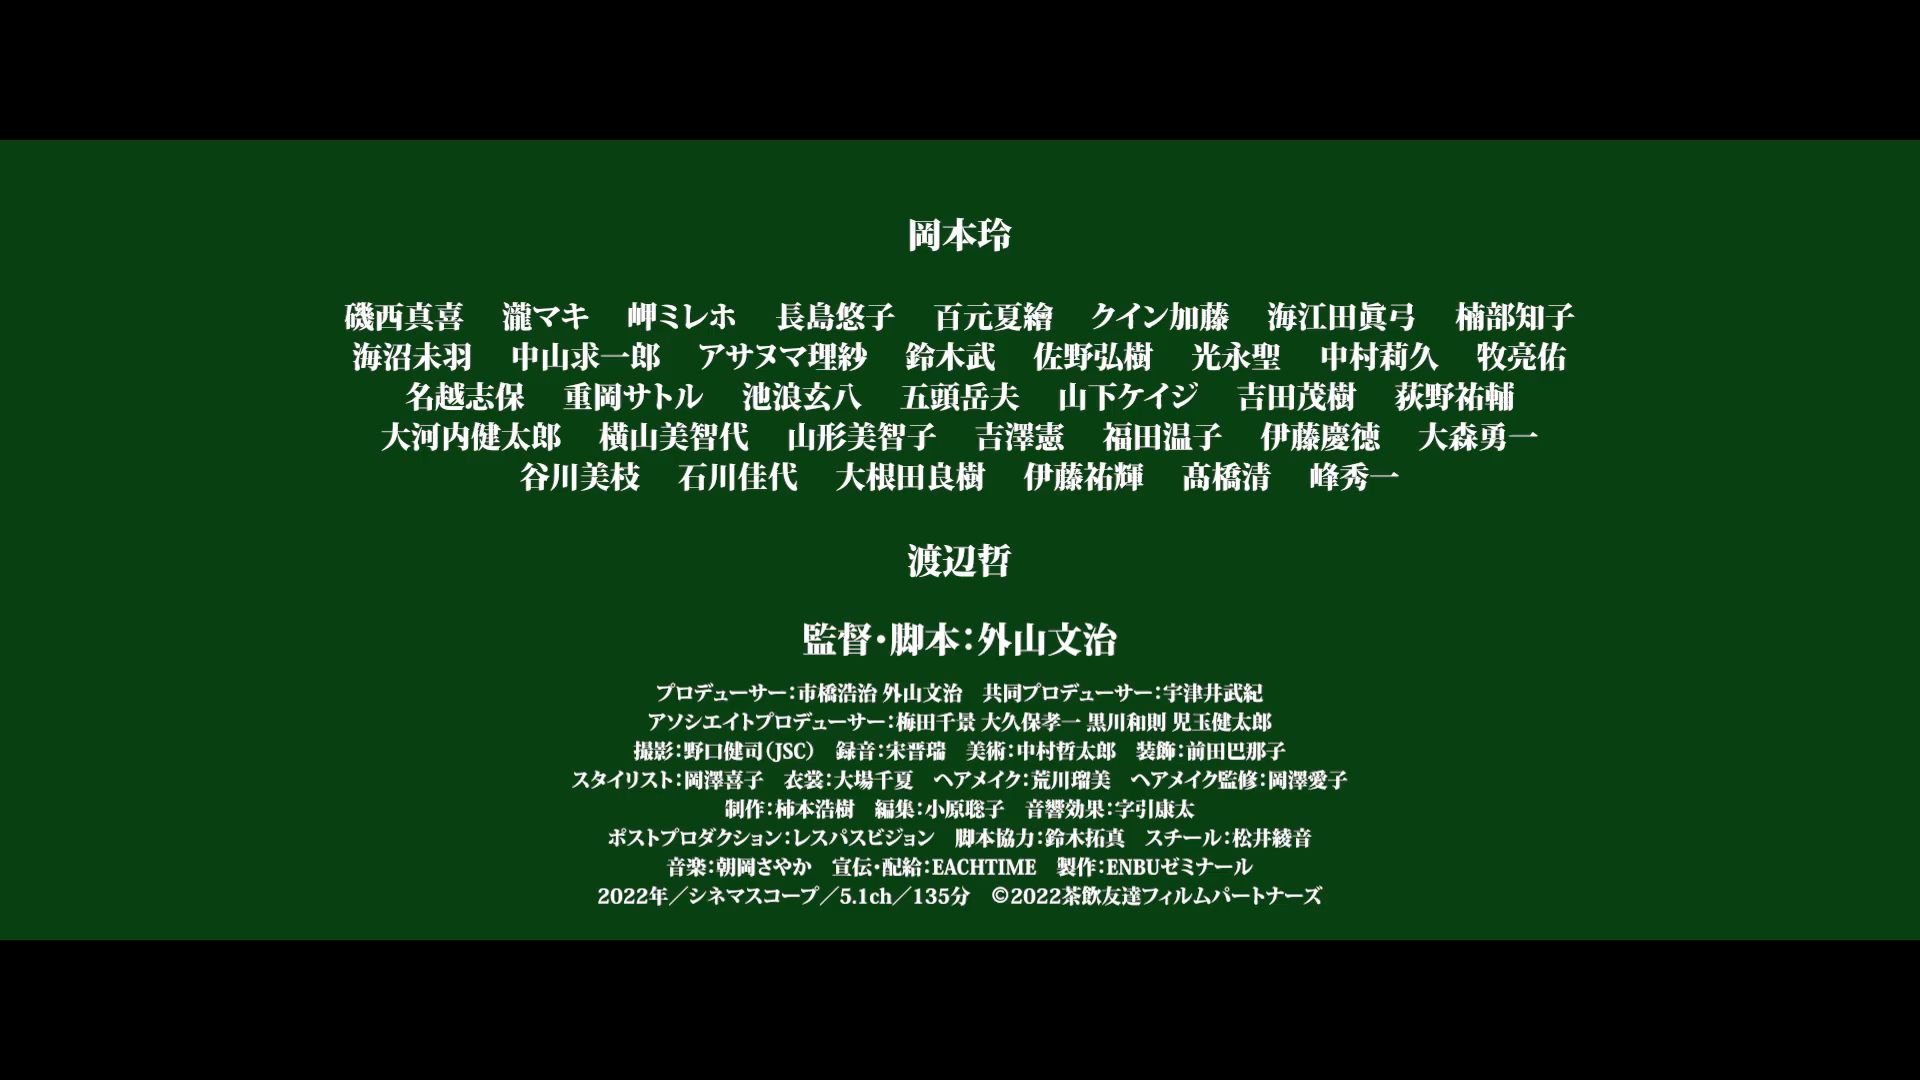 岡本玲
磯西真喜　瀧マキ　岬ミレホ　長島悠子　百元夏繪　クイン加藤　海江田眞弓　楠部知子
海沼未羽　中山求一郎　アサヌマ理紗　鈴木武　佐野弘樹　光永聖　中村莉久　牧亮佑
名越志保　重岡サトル　池浪玄八　五頭岳夫　山下ケイジ　吉田茂樹　荻野祐輔
大河内健太郎　横山美智代　山形美智子　吉澤憲　福田温子　伊藤慶徳　大森勇一
谷川美枝　石川佳代　大根田良樹　伊藤祐輝　髙橋清　峰秀一
渡辺哲
監督・脚本：外山文治
プロデューサー：市橋浩治 外山文治　共同プロデューサー：宇津井武紀
アソシエイトプロデューサー：梅田千景 大久保孝一 黒川和則 児玉健太郎
撮影：野口健司（JSC）　録音：宋晋瑞　美術：中村哲太郎　装飾：前田巴那子
スタイリスト：岡澤喜子　衣裳：大場千夏　ヘアメイク：荒川瑠美　ヘアメイク監修：岡澤愛子
制作：柿本浩樹　編集：小原聡子　音響効果：字引康太
ポストプロダクション：レスパスビジョン　脚本協力：鈴木拓真　スチール：松井綾音
音楽：朝岡さやか　宣伝・配給：EACHTIME　製作：ENBUゼミナール
2022年／シネマスコープ／5.1ch／135分　©2022茶飲友達フィルムパートナーズ